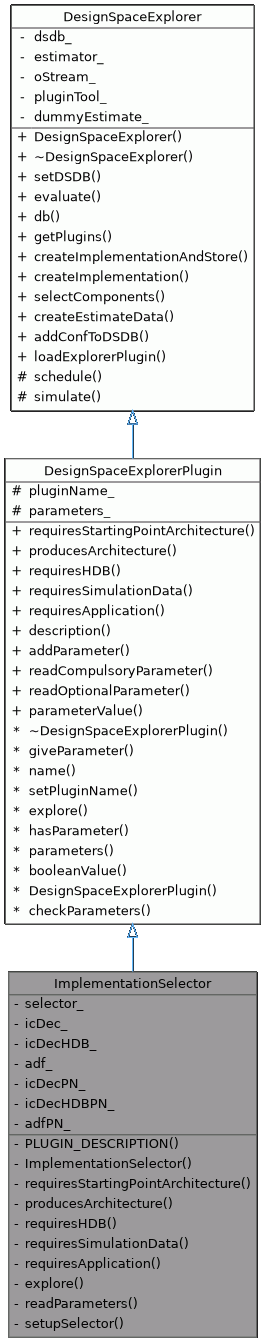 DesignSpaceExplorer
- dsdb_
- estimator_
- oStream_
- pluginTool_
- dummyEstimate_
+ DesignSpaceExplorer()
+ ~DesignSpaceExplorer()
+ setDSDB()
+ evaluate()
+ db()
+ getPlugins()
+ createImplementationAndStore()
+ createImplementation()
+ selectComponents()
+ createEstimateData()
+ addConfToDSDB()
+ loadExplorerPlugin()
# schedule()
# simulate()
DesignSpaceExplorerPlugin
# pluginName_
# parameters_
+ requiresStartingPointArchitecture()
+ producesArchitecture()
+ requiresHDB()
+ requiresSimulationData()
+ requiresApplication()
+ description()
+ addParameter()
+ readCompulsoryParameter()
+ readOptionalParameter()
+ parameterValue()
* ~DesignSpaceExplorerPlugin()
* giveParameter()
* name()
* setPluginName()
* explore()
* hasParameter()
* parameters()
* booleanValue()
* DesignSpaceExplorerPlugin()
* checkParameters()
ImplementationSelector
- selector_
- icDec_
- icDecHDB_
- adf_
- icDecPN_
- icDecHDBPN_
- adfPN_
- PLUGIN_DESCRIPTION()
- ImplementationSelector()
- requiresStartingPointArchitecture()
- producesArchitecture()
- requiresHDB()
- requiresSimulationData()
- requiresApplication()
- explore()
- readParameters()
- setupSelector()